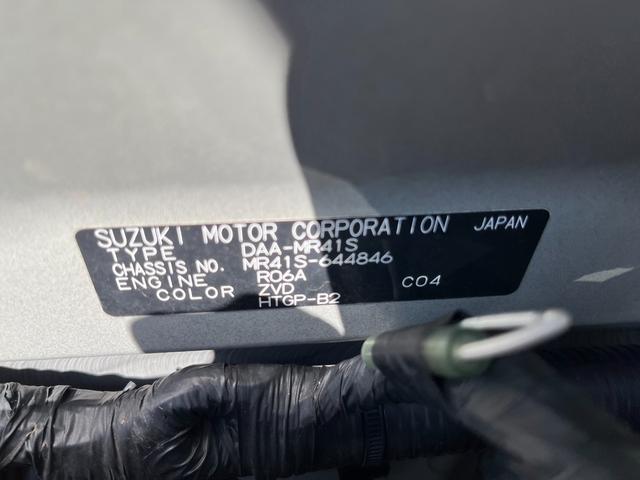 SUZUKI MOTOR CORPORATION JAPAN
TYPE DAA-MR41S
CHASSIS NO. MR41S-644846
ENGINE R06A C04
COLOR ZVD
HTGP-B2